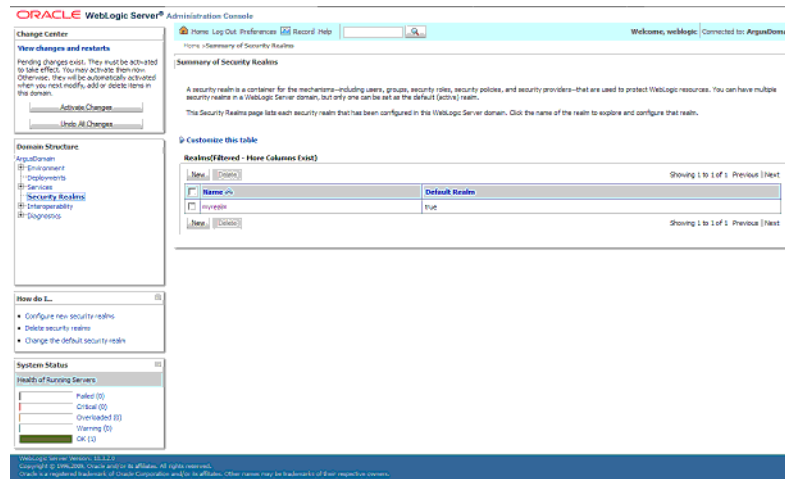 ORACLE WebLogic Server® Administration Console
Change Center
View changes and restarts
Pending changes exist. They must be activated
to take effect. You may activate them now.
Otherwise, they will be automatically activated
when you next modify, add or delete items in
this domain.
Activate Changes
Undo All Changes
Domain Structure
ArgusDomain
Environment
Deployments
Services
Security Realms
Interoperability
Diagnostics
How do I...
Configure new security realms
Delete security realms
Change the default security realm
System Status
Health of Running Servers
Failed (0)
Critical (0)
Overloaded (0)
Warning (0)
OK (1)
Home Log Out Preferences Record Help
Welcome, weblogic Connected to: ArgusDoma
Home >Summary of Security Realms
Summary of Security Realms
A security realm is a container for the mechanisms--including users, groups, security roles, security policies, and security providers--that are used to protect WebLogic resources. You can have multiple
security realms in a WebLogic Server domain, but only one can be set as the default (active) realm.
This Security Realms page lists each security realm that has been configured in this WebLogic Server domain. Click the name of the realm to explore and configure that realm.
Customize this table
Realms(Filtered - More Columns Exist)
New Delete Showing 1 to 1 of 1 Previous | Next
Name Default Realm
myrealm true
New Delete Showing 1 to 1 of 1 Previous | Next
WebLogic Server Version: 10.3.2.0
Copyright © 1996,2009, Oracle and/or its affiliates. All rights reserved.
Oracle is a registered trademark of Oracle Corporation and/or its affiliates. Other names may be trademarks of their respective owners.